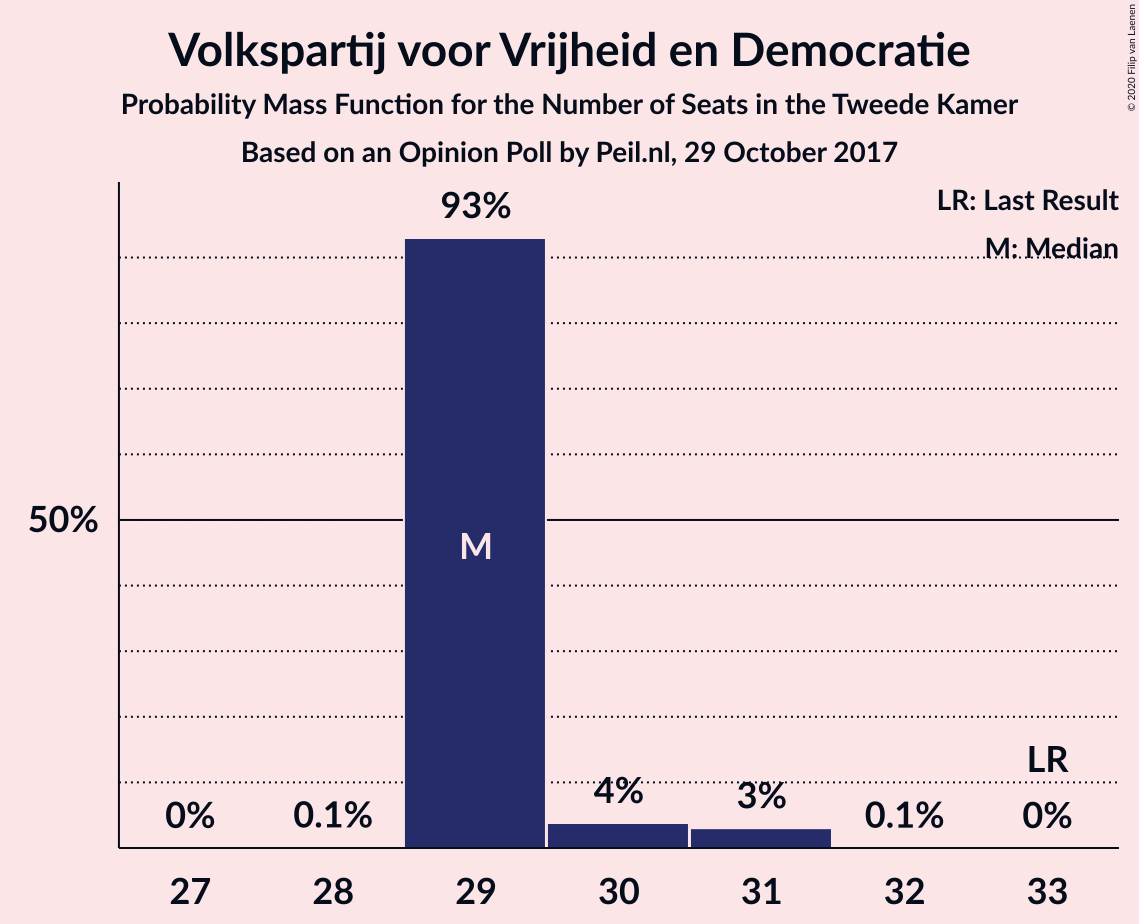 Volkspartij voor Vrijheid en Democratie
Probability Mass Function for the Number of Seats in the Tweede Kamer
Based on an Opinion Poll by Peil.nl, 29 October 2017
© 2020 Filip van Laenen
LR: Last Result
M: Median
93%
50%
M
LR
0%
0.1%
4%
3%
0.1%
0%
27
28
29
30
31
32
33